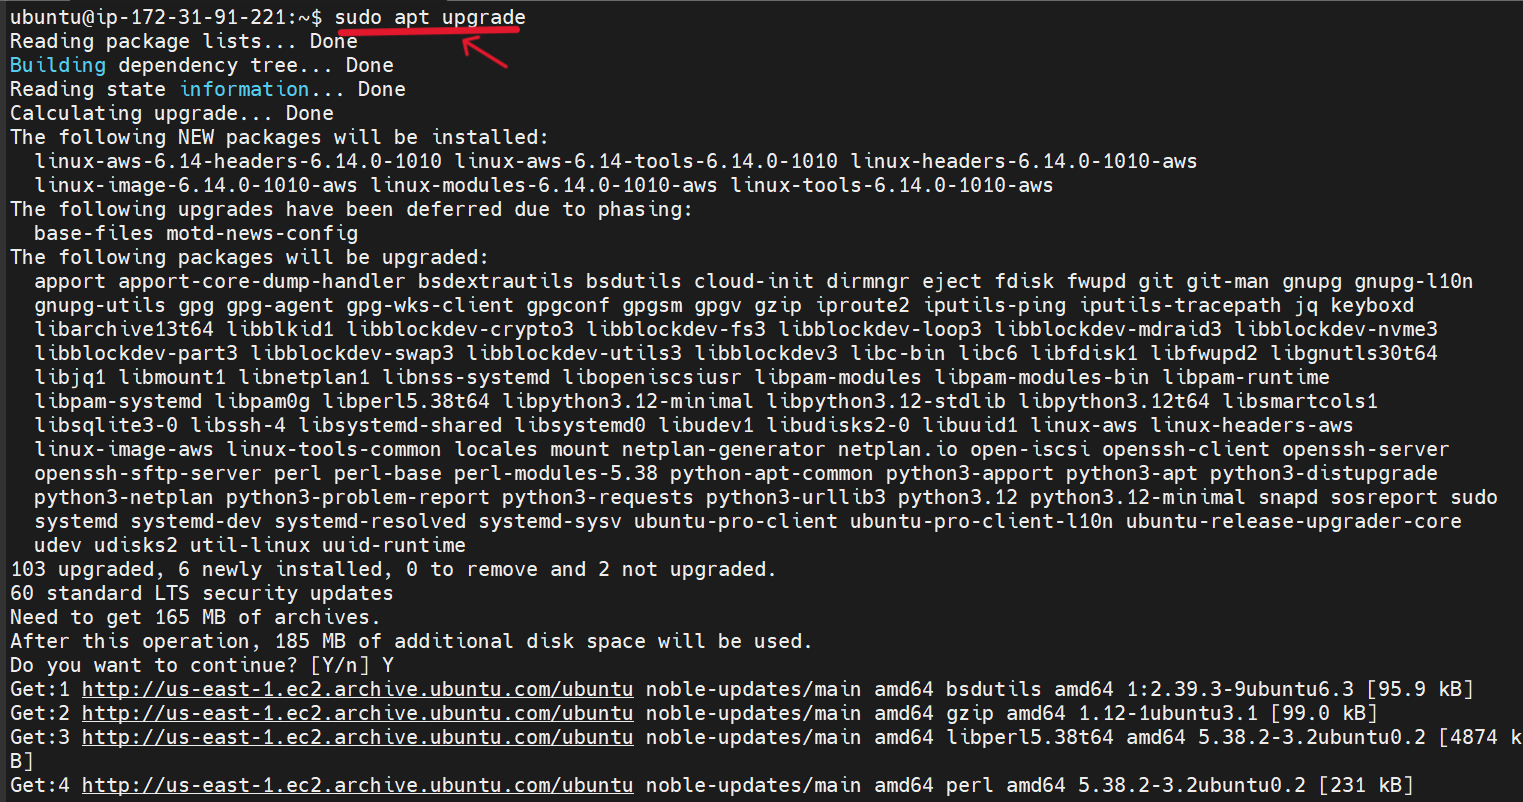 ubuntu@ip-172-31-91-221:~$ sudo apt upgrade
Reading package lists... Done
Building dependency tree... Done
Reading state information... Done
Calculating upgrade... Done
The following NEW packages will be installed:
  linux-aws-6.14-headers-6.14.0-1010 linux-aws-6.14-tools-6.14.0-1010 linux-headers-6.14.0-1010-aws
  linux-image-6.14.0-1010-aws linux-modules-6.14.0-1010-aws linux-tools-6.14.0-1010-aws
The following upgrades have been deferred due to phasing:
  base-files motd-news-config
The following packages will be upgraded:
  apport apport-core-dump-handler bsdextrautils bsdutils cloud-init dirmngr eject fdisk fwupd git git-man gnupg gnupg-l10n
  gnupg-utils gpg gpg-agent gpg-wks-client gpgconf gpgsm gpgv gzip iproute2 iputils-ping iputils-tracepath jq keyboxd
  libarchive13t64 libblkid1 libblockdev-crypto3 libblockdev-fs3 libblockdev-loop3 libblockdev-mdraid3 libblockdev-nvme3
  libblockdev-part3 libblockdev-swap3 libblockdev-utils3 libblockdev3 libc-bin libc6 libfdisk1 libfwupd2 libgnutls30t64
  libjq1 libmount1 libnetplan1 libnss-systemd libopeniscsiusr libpam-modules libpam-modules-bin libpam-runtime
  libpam-systemd libpam0g libperl5.38t64 libpython3.12-minimal libpython3.12-stdlib libpython3.12t64 libsmartcols1
  libsqlite3-0 libssh-4 libsystemd-shared libsystemd0 libudev1 libudisks2-0 libuuid1 linux-aws linux-headers-aws
  linux-image-aws linux-tools-common locales mount netplan-generator netplan.io open-iscsi openssh-client openssh-server
  openssh-sftp-server perl perl-base perl-modules-5.38 python-apt-common python3-apport python3-apt python3-distupgrade
  python3-netplan python3-problem-report python3-requests python3-urllib3 python3.12 python3.12-minimal snapd sosreport sudo
  systemd systemd-dev systemd-resolved systemd-sysv ubuntu-pro-client ubuntu-pro-client-l10n ubuntu-release-upgrader-core
  udev udisks2 util-linux uuid-runtime
103 upgraded, 6 newly installed, 0 to remove and 2 not upgraded.
60 standard LTS security updates
Need to get 165 MB of archives.
After this operation, 185 MB of additional disk space will be used.
Do you want to continue? [Y/n] Y
Get:1 http://us-east-1.ec2.archive.ubuntu.com/ubuntu noble-updates/main amd64 bsdutils amd64 1:2.39.3-9ubuntu6.3 [95.9 kB]
Get:2 http://us-east-1.ec2.archive.ubuntu.com/ubuntu noble-updates/main amd64 gzip amd64 1.12-1ubuntu3.1 [99.0 kB]
Get:3 http://us-east-1.ec2.archive.ubuntu.com/ubuntu noble-updates/main amd64 libperl5.38t64 amd64 5.38.2-3.2ubuntu0.2 [4874 k
B]
Get:4 http://us-east-1.ec2.archive.ubuntu.com/ubuntu noble-updates/main amd64 perl amd64 5.38.2-3.2ubuntu0.2 [231 kB]